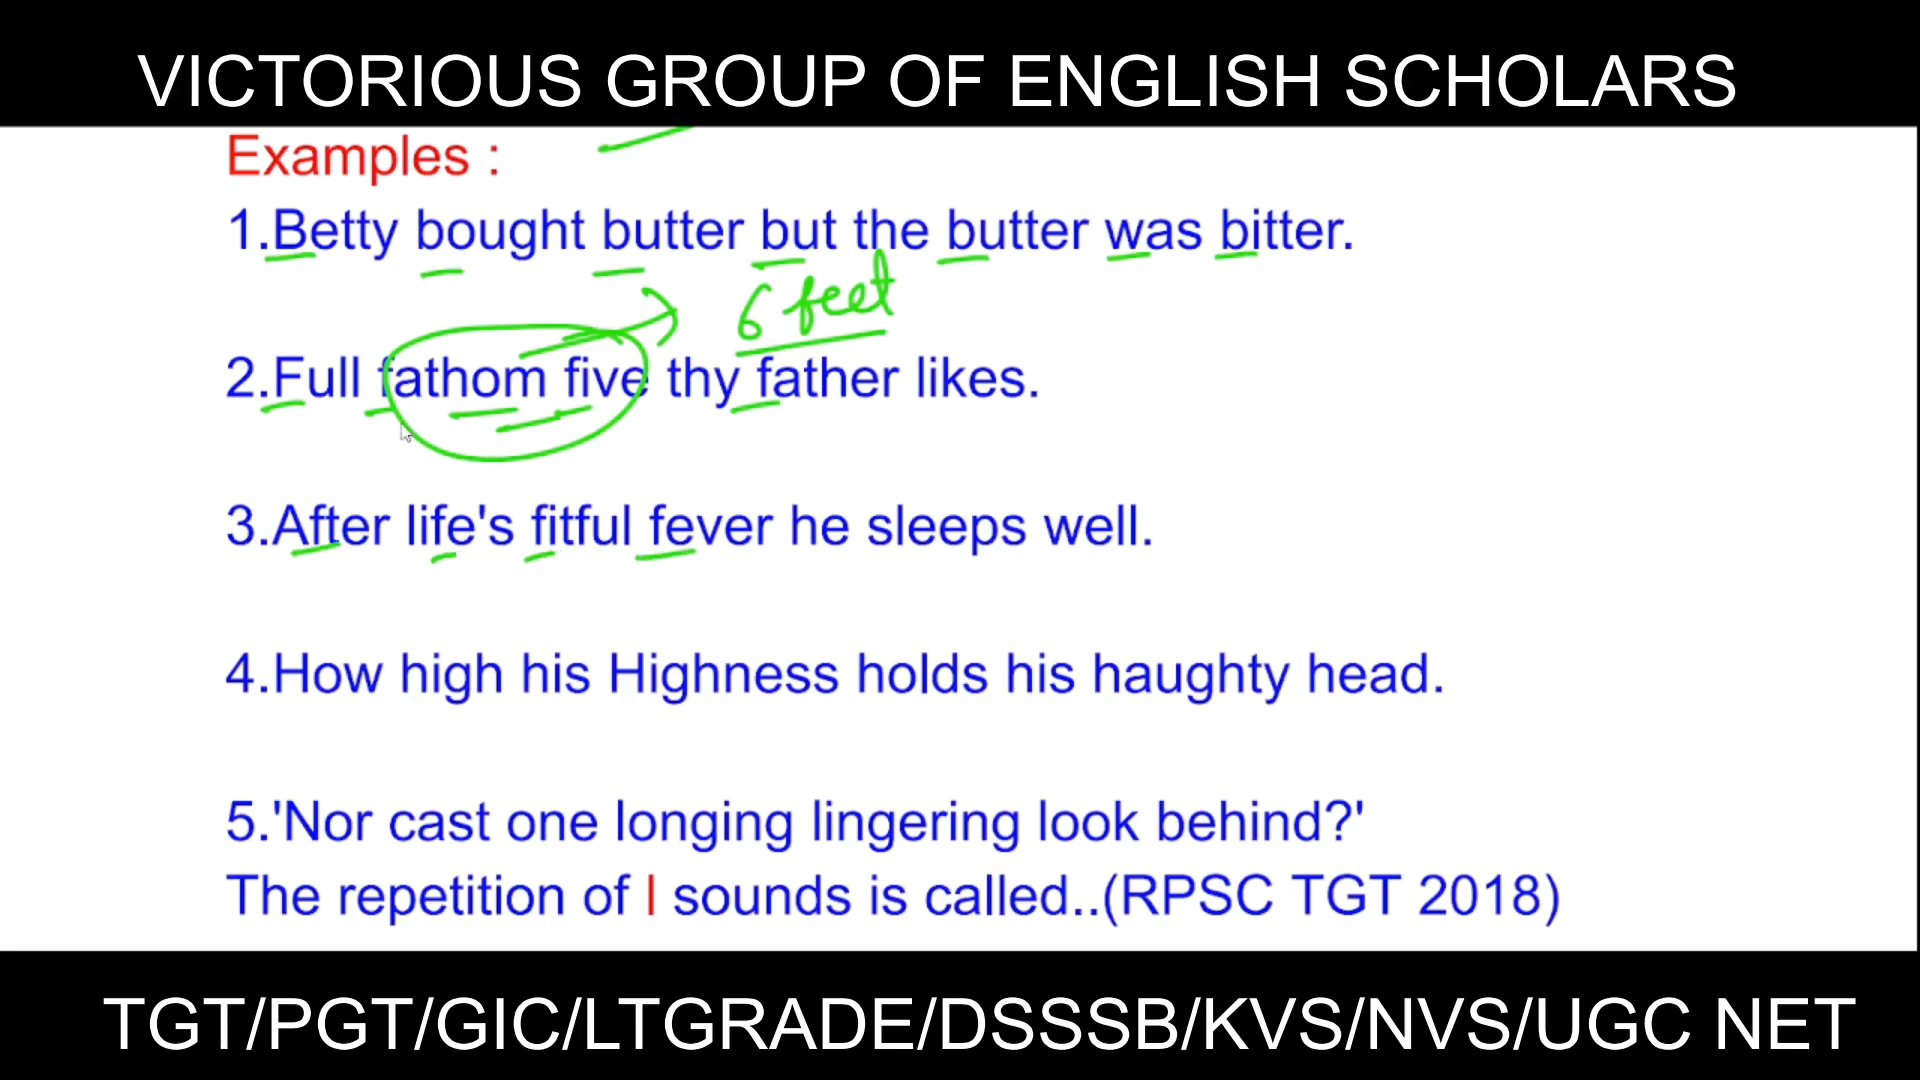 VICTORIOUS GROUP OF ENGLISH SCHOLARS
Examples :
1.Betty bought butter but the butter was bitter.
6 feet
2.Full fathom five thy father likes.
3.After life's fitful fever he sleeps well.
4.How high his Highness holds his haughty head.
5.'Nor cast one longing lingering look behind?'
The repetition of l sounds is called..(RPSC TGT 2018)
TGT/PGT/GIC/LTGRADE/DSSSB/KVS/NVS/UGC NET